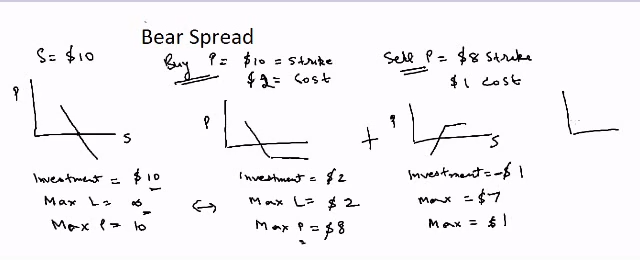 Bear Spread
S = $10
P
S
Investment = $10
Max L = ∞
Max P = 10
Buy P = $10 = Strike
$2 = Cost
P
Investment = $2
Max L = $2
Max P = $8
+
Sell P = $8 Strike
$1 Cost
P
S
Investment = -$1
Max = $7
Max = $1